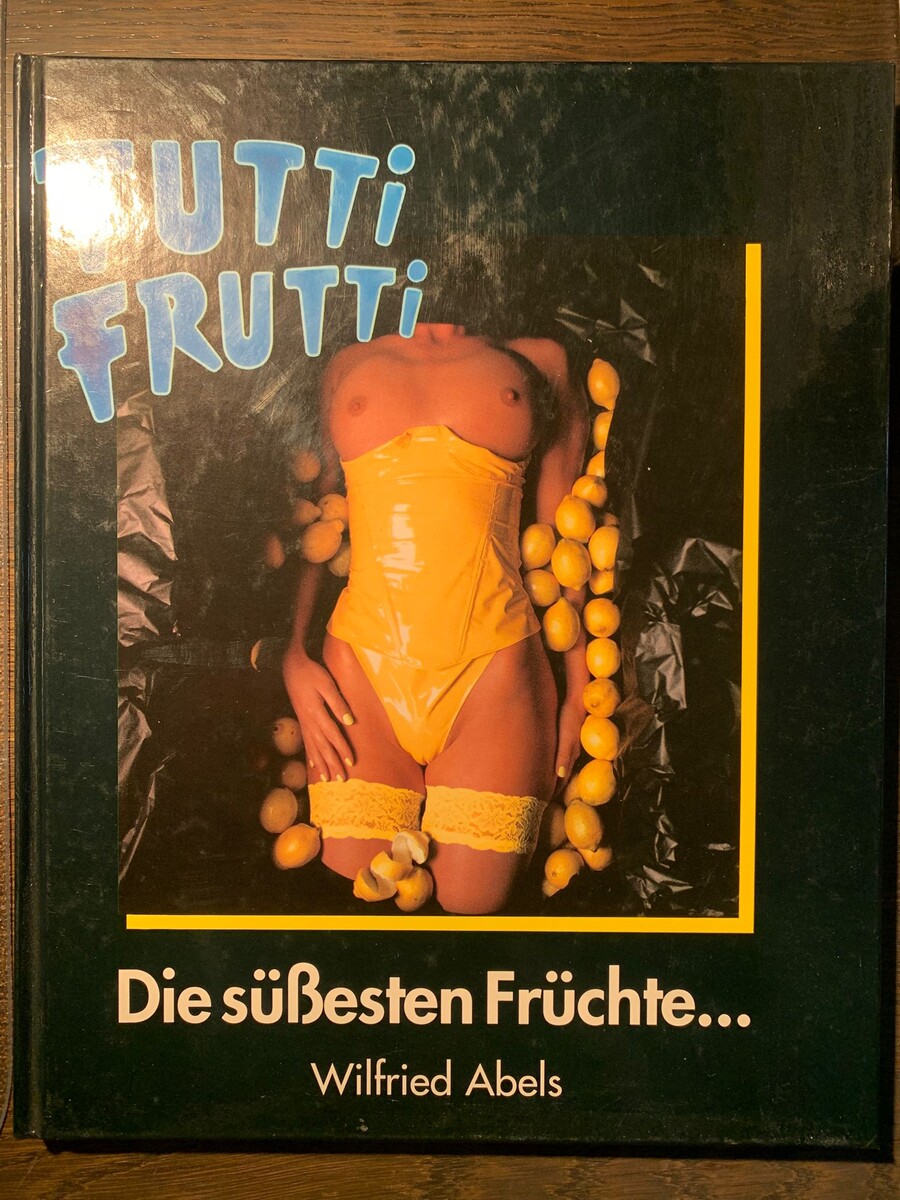 TUTTi
FRUTTi
Die süßesten Früchte...
Wilfried Abels